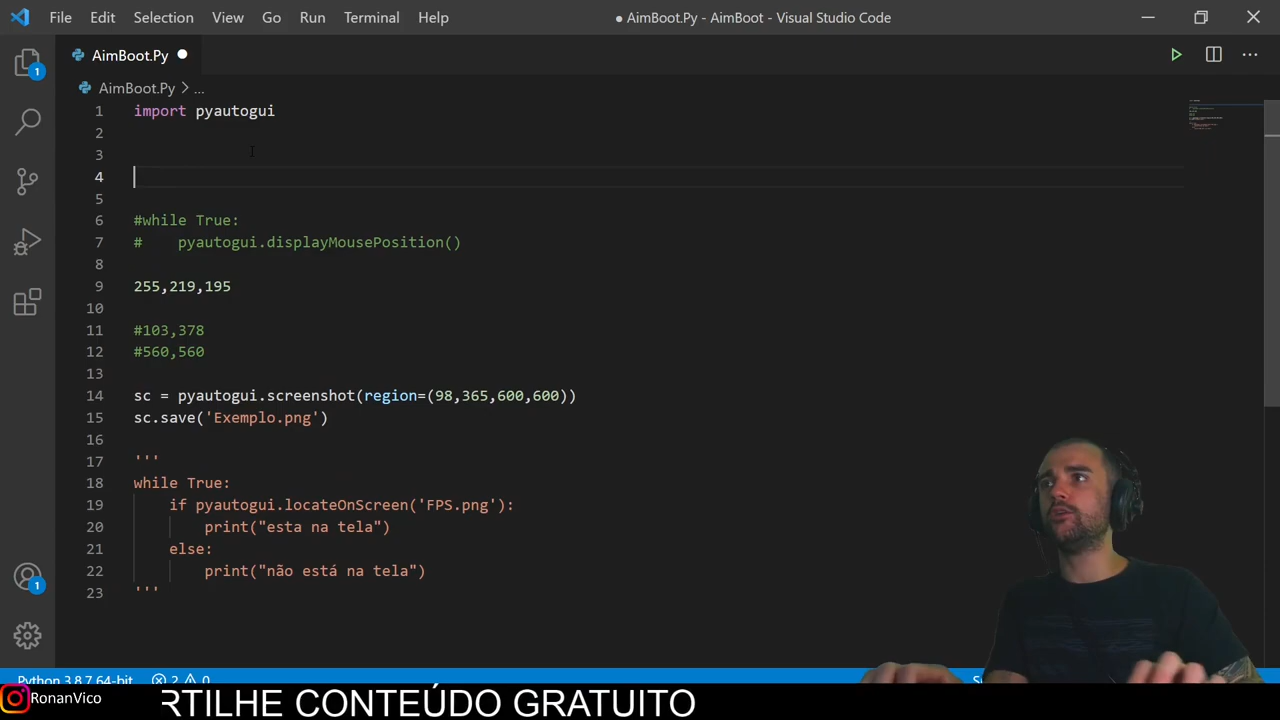 File Edit Selection View Go Run Terminal Help
● AimBoot.Py - AimBoot - Visual Studio Code
AimBoot.Py
AimBoot.Py > ...
1 import pyautogui
2
3
4
5
6 #while True:
7 #    pyautogui.displayMousePosition()
8
9 255,219,195
10
11 #103,378
12 #560,560
13
14 sc = pyautogui.screenshot(region=(98,365,600,600))
15 sc.save('Exemplo.png')
16
17 '''
18 while True:
19     if pyautogui.locateOnScreen('FPS.png'):
20         print("esta na tela")
21     else:
22         print("não está na tela")
23 '''
1
1
Python 3.8.7 64-bit 2 0
RonanVico
RTILHE CONTEÚDO GRATUITO